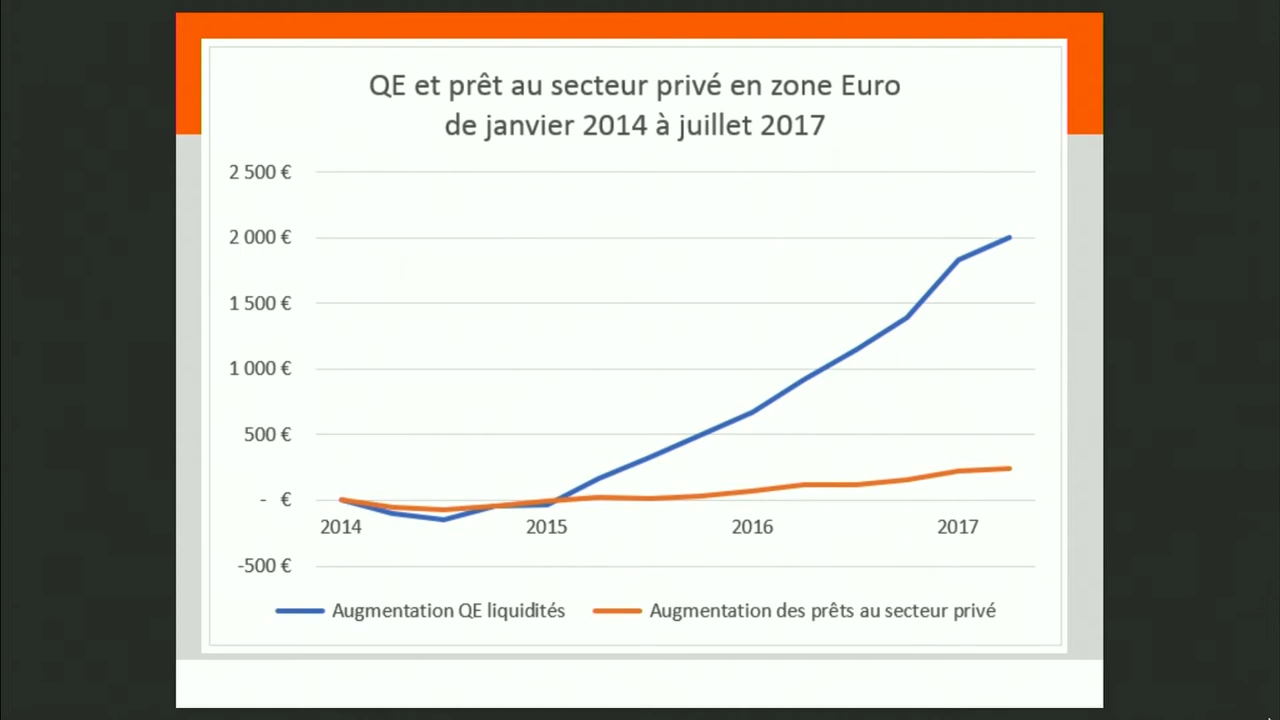 QE et prêt au secteur privé en zone Euro
de janvier 2014 à juillet 2017
2 500 €
2 000 €
1 500 €
1 000 €
500 €
- €
2014 2015 2016 2017
-500 €
Augmentation QE liquidités Augmentation des prêts au secteur privé